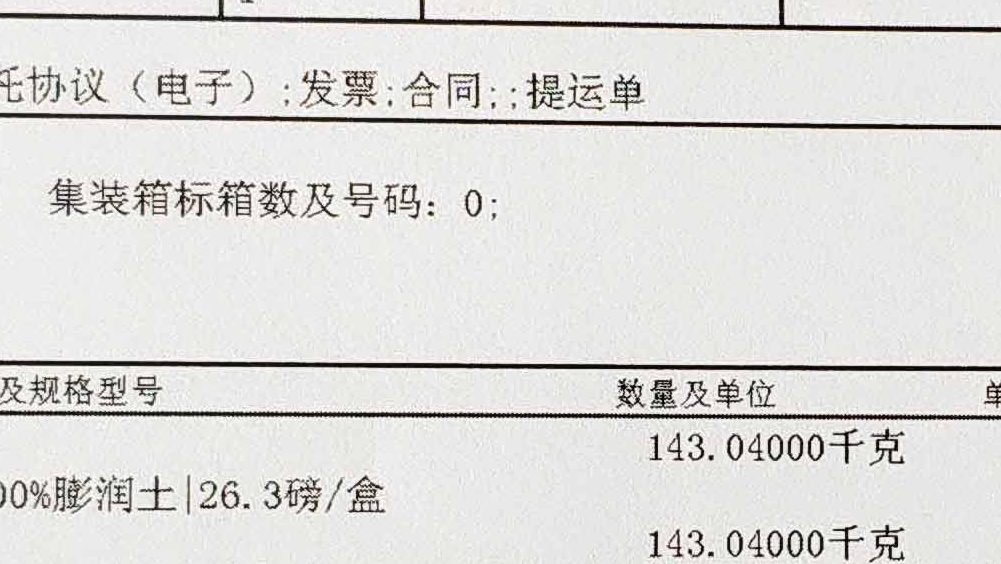 托协议（电子）;发票;合同;;提运单
集装箱标箱数及号码：0;
及规格型号 数量及单位 单
143.04000千克
00%膨润土|26.3磅/盒
143.04000千克